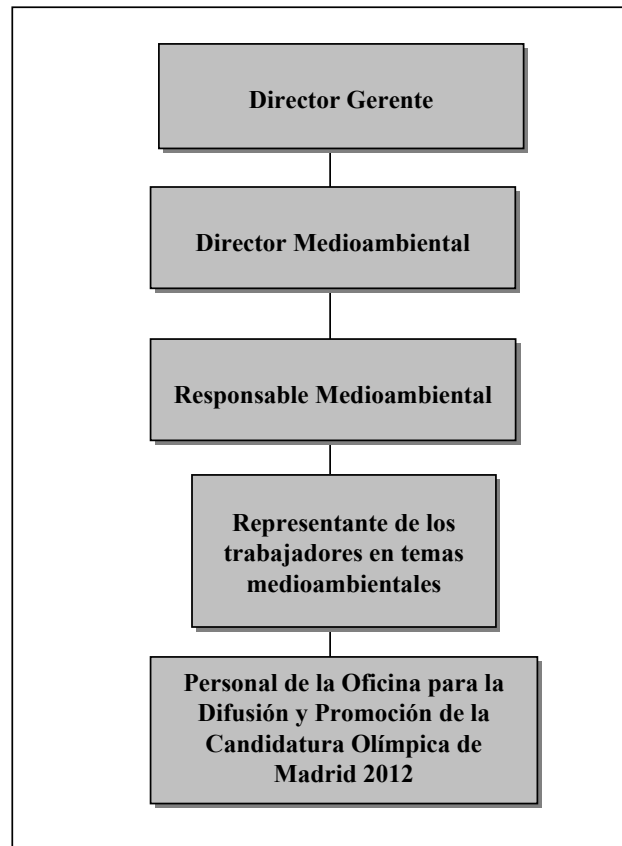 Director Gerente
Director Medioambiental
Responsable Medioambiental
Representante de los
trabajadores en temas
medioambientales
Personal de la Oficina para la
Difusión y Promoción de la
Candidatura Olímpica de
Madrid 2012